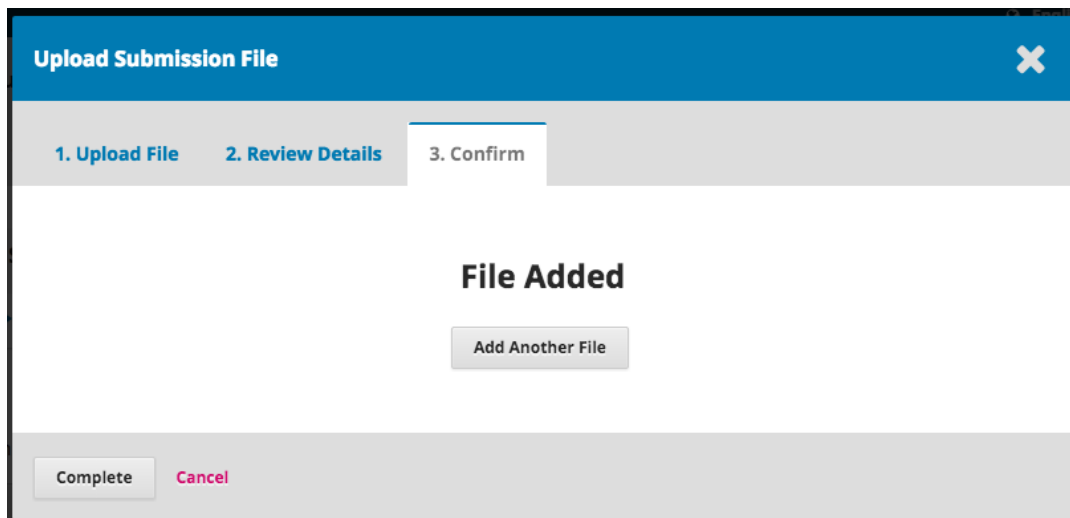 Upload Submission File
1. Upload File 2. Review Details 3. Confirm
File Added
Add Another File
Complete Cancel